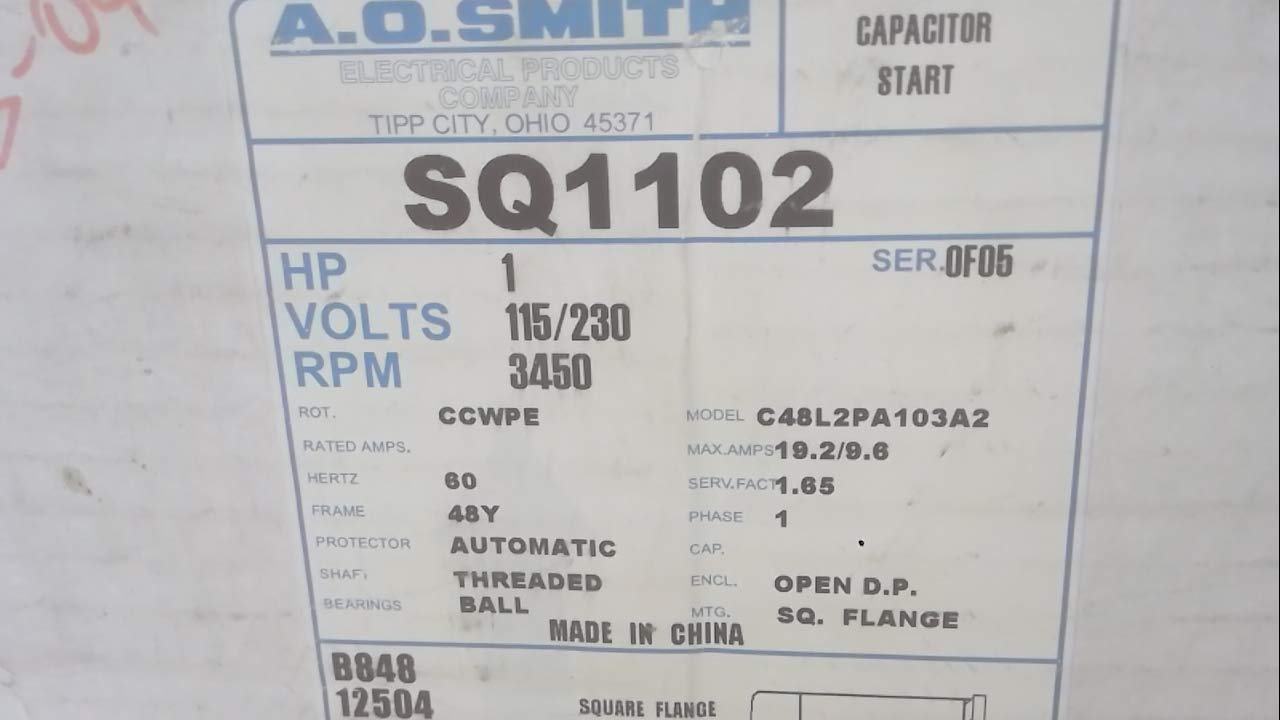 A.O.SMITH
ELECTRICAL PRODUCTS
COMPANY
TIPP CITY, OHIO 45371
CAPACITOR
START
SQ1102
SER. 0F05
HP 1
VOLTS 115/230
RPM 3450
ROT. CCWPE
RATED AMPS.
HERTZ 60
FRAME 48Y
PROTECTOR AUTOMATIC
SHAFT THREADED
BEARINGS BALL
MODEL C48L2PA103A2
MAX.AMPS 19.2/9.6
SERV.FACT 1.65
PHASE 1
CAP.
ENCL. OPEN D.P.
MTG. SQ. FLANGE
MADE IN CHINA
B848
12504
SQUARE FLANGE